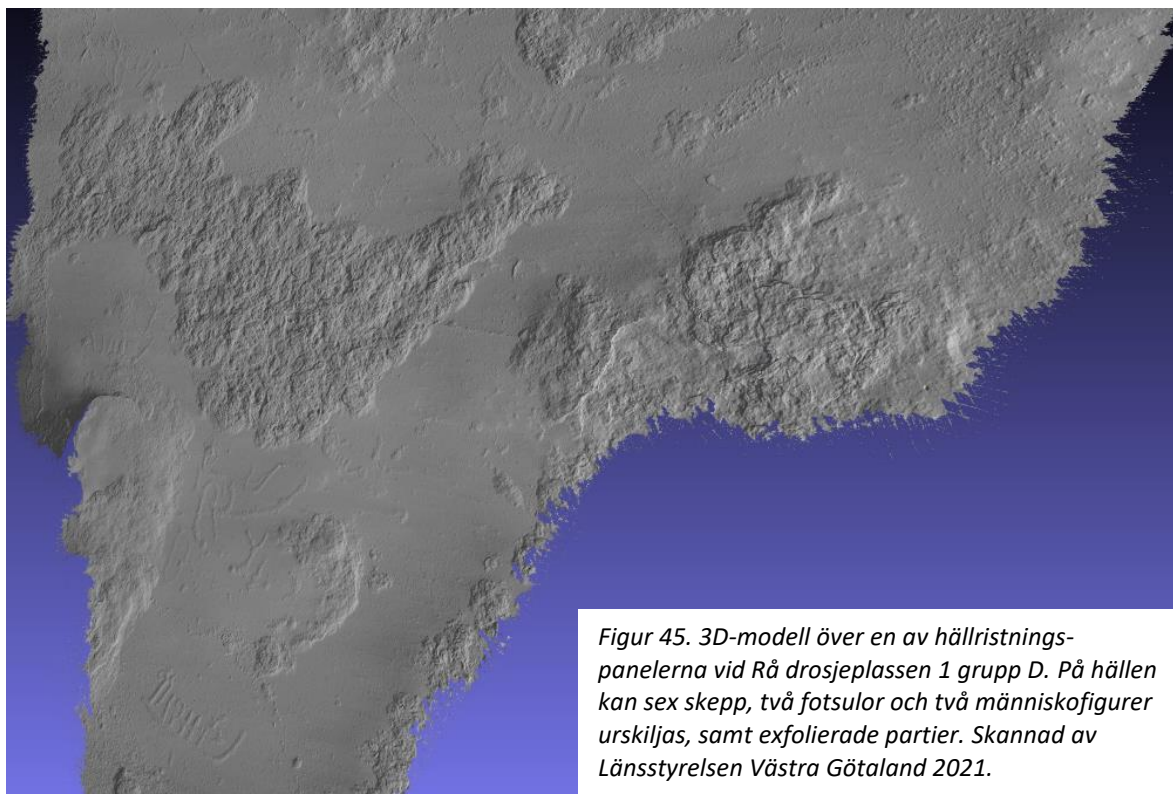 Figur 45. 3D-modell över en av hällristnings-
panelerna vid Rå drosjeplassen 1 grupp D. På hällen
kan sex skepp, två fotsulor och två människofigurer
urskiljas, samt exfolierade partier. Skannad av
Länsstyrelsen Västra Götaland 2021.